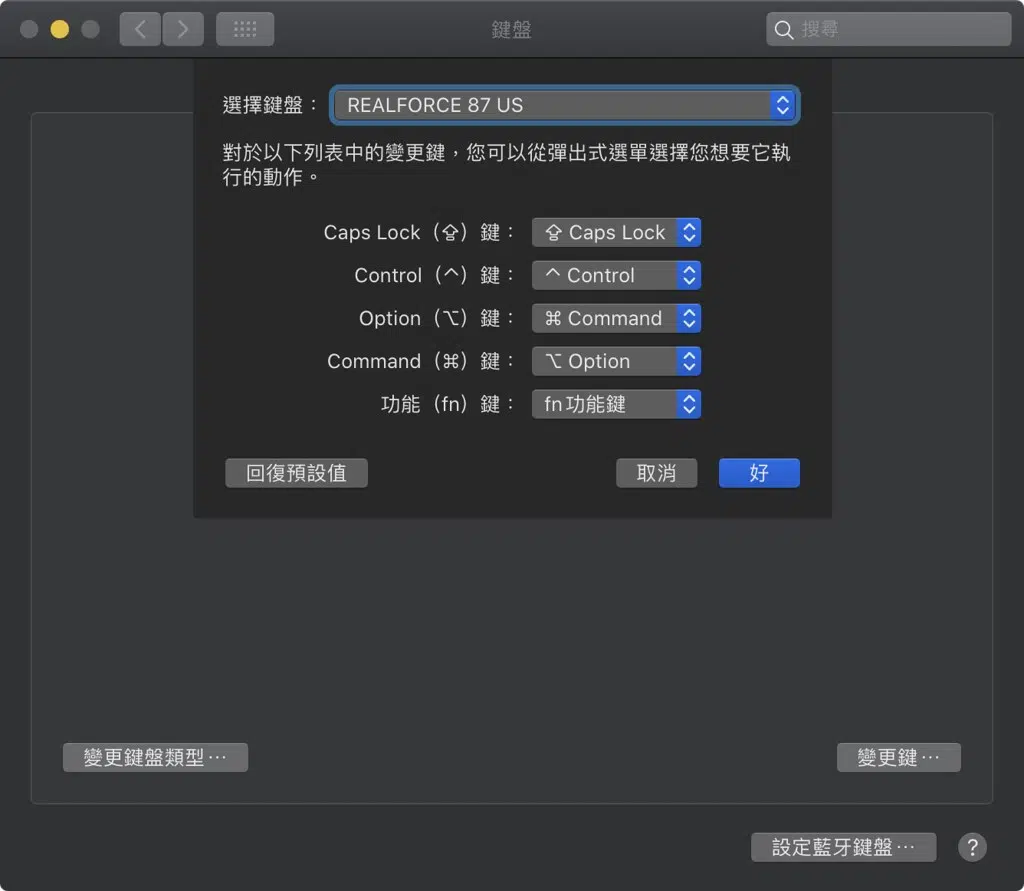 鍵盤
搜尋
選擇鍵盤：
REALFORCE 87 US
對於以下列表中的變更鍵，您可以從彈出式選單選擇您想要它執
行的動作。
Caps Lock（⇪）鍵：
⇪ Caps Lock
Control（^）鍵：
^ Control
Option（⌥）鍵：
⌘ Command
Command（⌘）鍵：
⌥ Option
功能（fn）鍵：
fn功能鍵
回復預設值
取消
好
變更鍵盤類型⋯
變更鍵⋯
設定藍牙鍵盤⋯
?